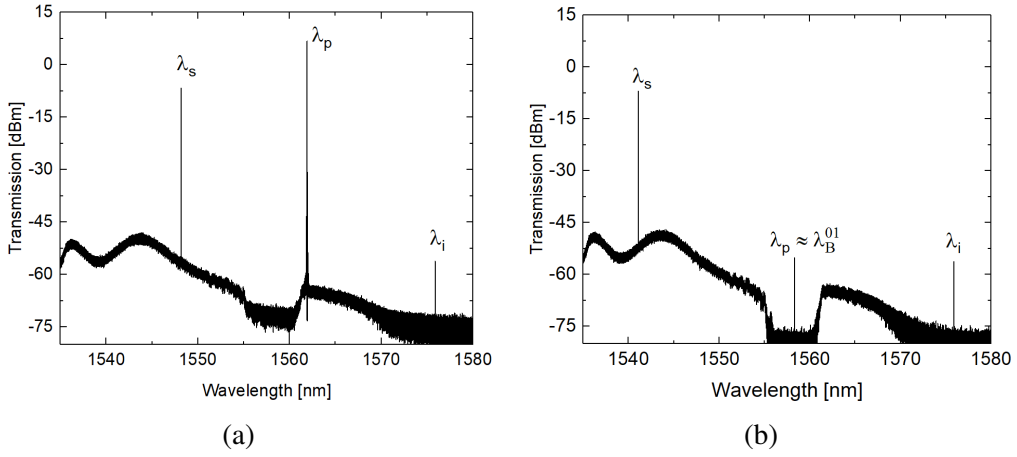 15
0
-15
-30
-45
-60
-75
Transmission [dBm]
λs
λp
λi
1540 1550 1560 1570 1580
Wavelength [nm]
(a)
15
0
-15
-30
-45
-60
-75
Transmission [dBm]
λs
λp ≈ λB01
λi
1540 1550 1560 1570 1580
Wavelength [nm]
(b)